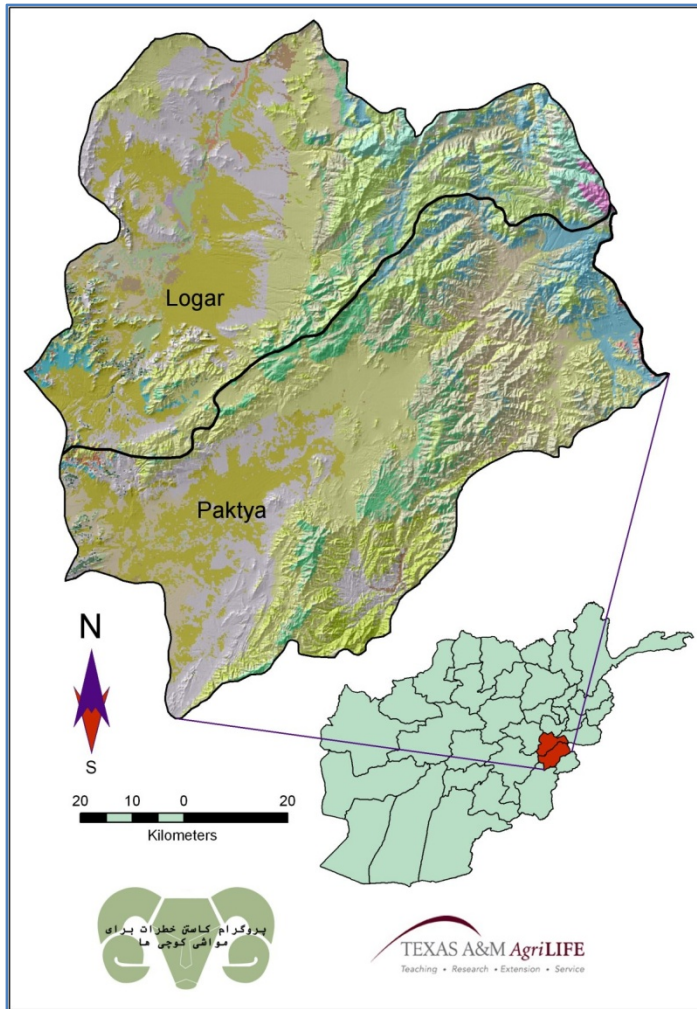 Logar
Paktya
N
S
20 10 0 20
Kilometers
پروگرام کاستن خطرات برای
مواشی کوچی ها
TEXAS A&M AgriLIFE
Teaching • Research • Extension • Service